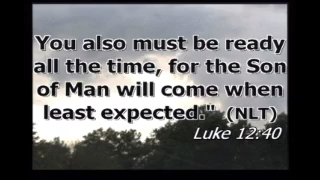 You also must be ready
all the time, for the Son
of Man will come when
least expected." (NLT)
Luke 12:40